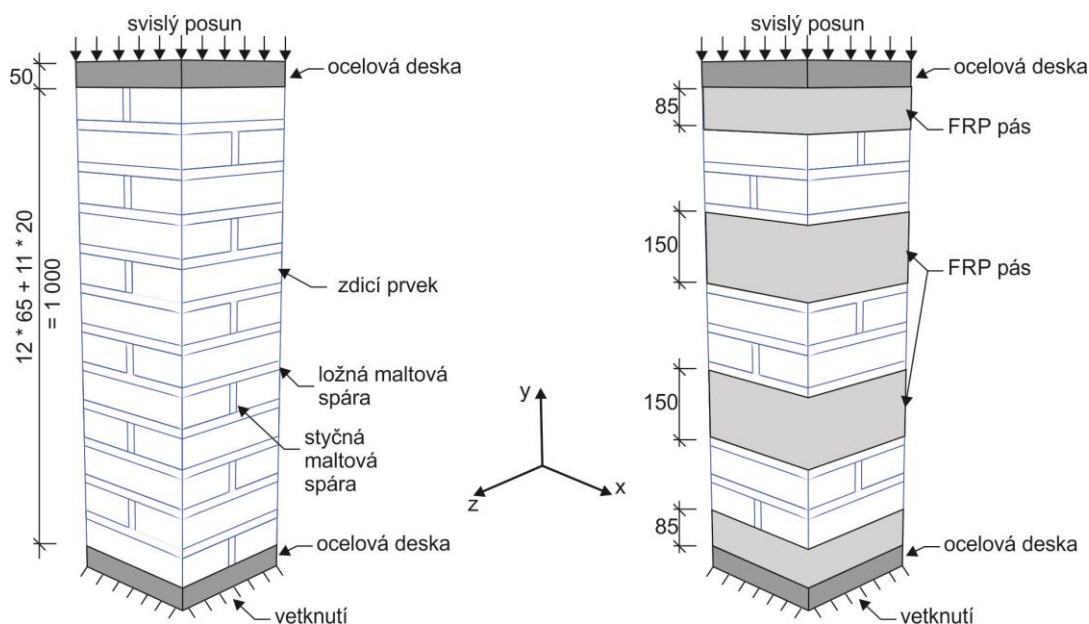 svislý posun
50
ocelová deska
12 * 65 + 11 * 20
= 1 000
zdicí prvek
ložná maltová
spára
styčná
maltová
spára
ocelová deska
vetknutí
y
z
x
svislý posun
ocelová deska
85
FRP pás
150
FRP pás
150
85
ocelová deska
vetknutí